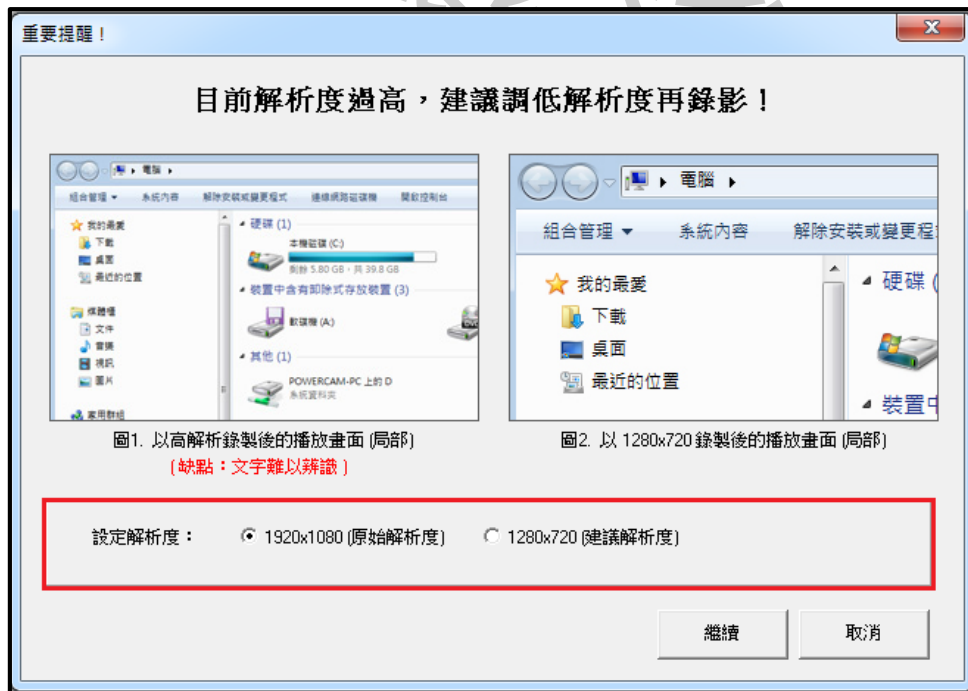 重要提醒！
目前解析度過高，建議調低解析度再錄影！
電腦
組合管理 系統內容 解除安裝或變更程式 連線網路磁碟機 開啟控制台
我的最愛
下載
桌面
最近的位置
媒體櫃
文件
音樂
視訊
圖片
家用群組
硬碟 (1)
本機磁碟 (C:)
剩餘 5.80 GB，共 39.8 GB
裝置中含有卸除式存放裝置 (3)
軟碟機 (A:)
其他 (1)
POWERCAM-PC 上的 D
系統資料夾
電腦
組合管理 系統內容 解除安裝或變更程
我的最愛
下載
桌面
最近的位置
硬碟 (
裝置中
圖1. 以高解析錄製後的播放畫面 (局部)
(缺點：文字難以辨識)
圖2. 以 1280x720 錄製後的播放畫面 (局部)
設定解析度： 1920x1080 (原始解析度) 1280x720 (建議解析度)
繼續 取消